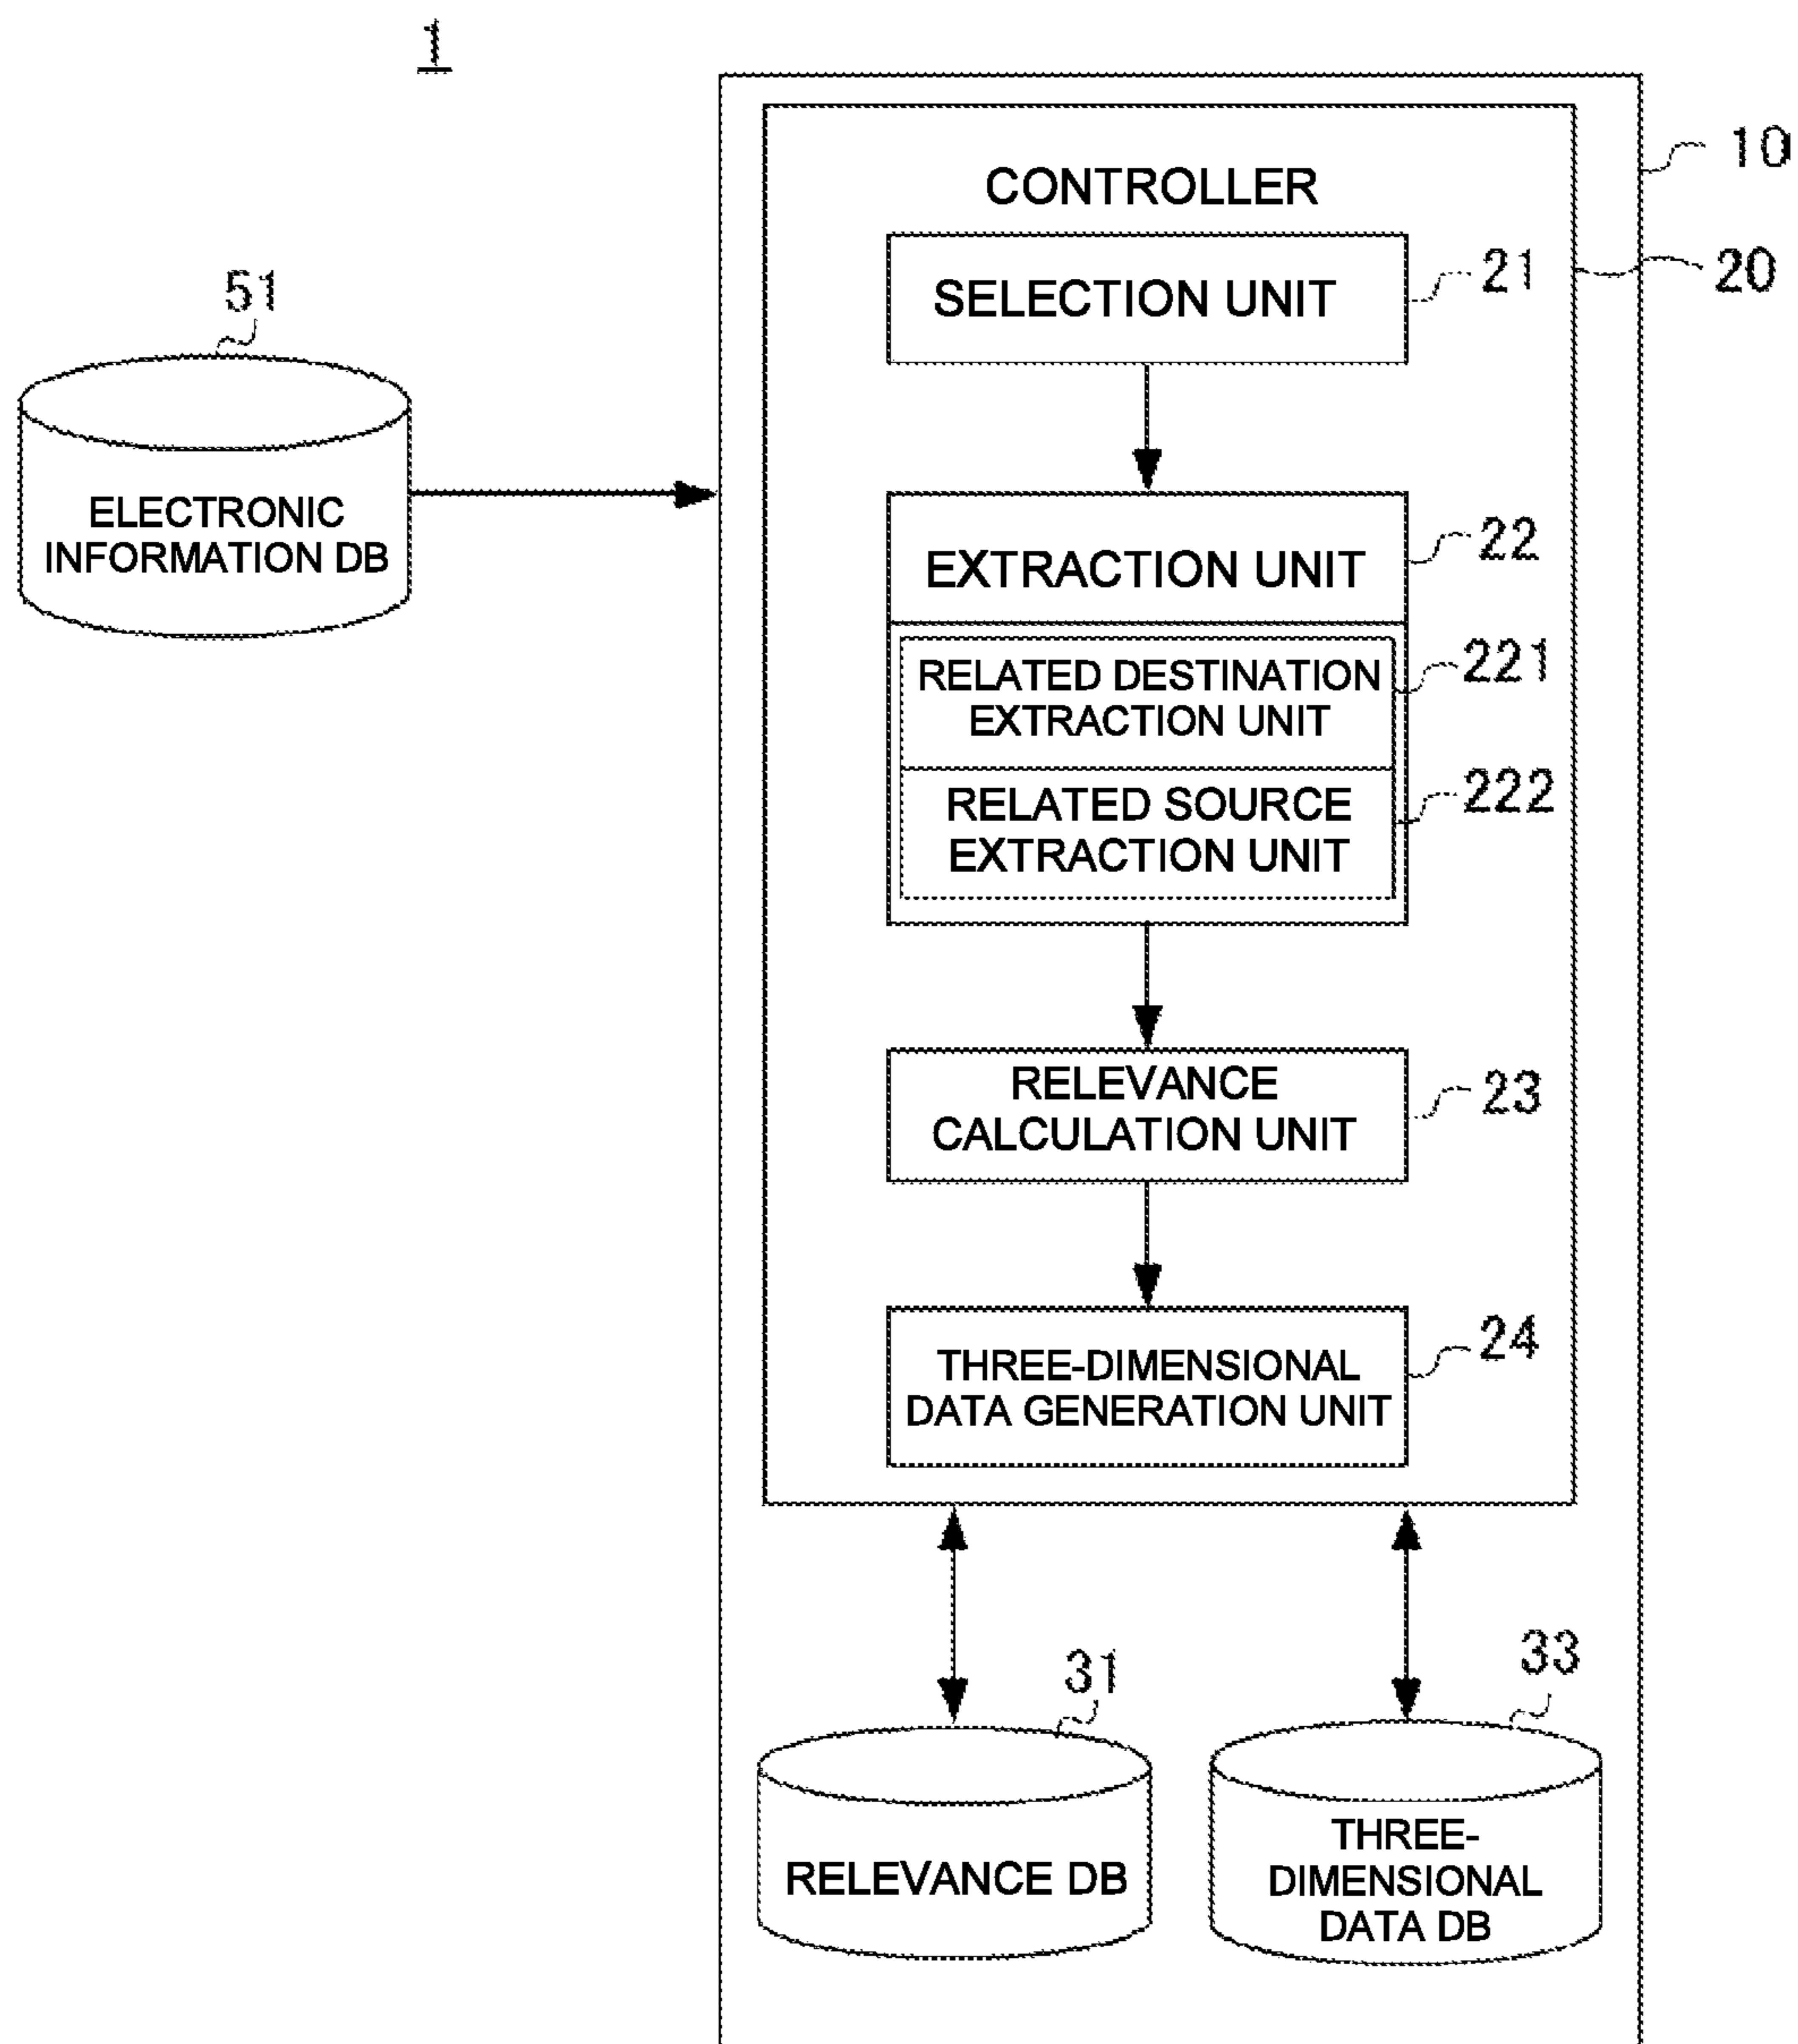 1
10
CONTROLLER
20
SELECTION UNIT
21
51
ELECTRONIC
INFORMATION DB
EXTRACTION UNIT
22
RELATED DESTINATION
EXTRACTION UNIT
221
RELATED SOURCE
EXTRACTION UNIT
222
RELEVANCE
CALCULATION UNIT
23
THREE-DIMENSIONAL
DATA GENERATION UNIT
24
31
RELEVANCE DB
33
THREE-
DIMENSIONAL
DATA DB